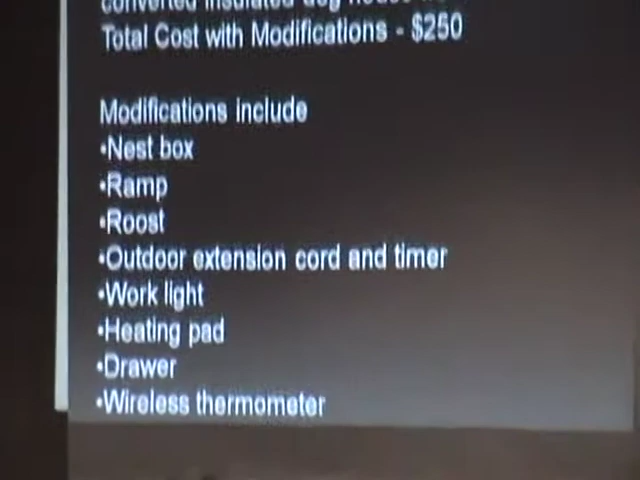 converted insulated dog house
Total Cost with Modifications - $250
Modifications include
•Nest box
•Ramp
•Roost
•Outdoor extension cord and timer
•Work light
•Heating pad
•Drawer
•Wireless thermometer